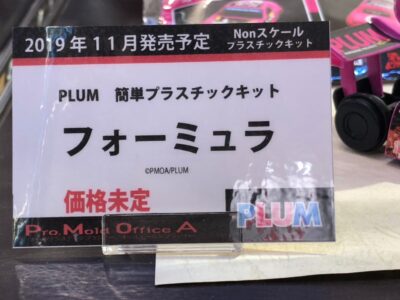 2019年11月発売予定
Nonスケール
プラスチックキット
PLUM 簡単プラスチックキット
フォーミュラ
©PMOA/PLUM
価格未定
PLUM
Pro.Mold Office A
PLUM